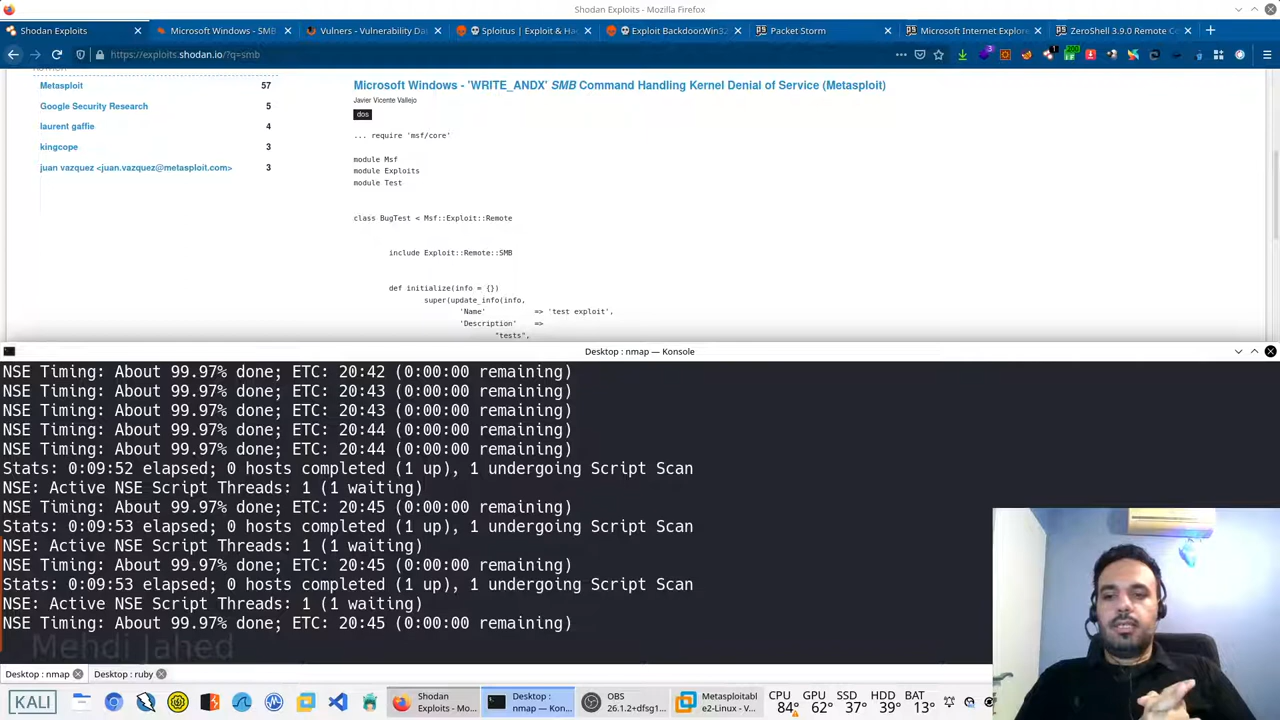 Shodan Exploits - Mozilla Firefox
Shodan Exploits
Microsoft Windows - SMB
Vulners - Vulnerability Da
Sploitus | Exploit & Ha
Exploit Backdoor.Win32
Packet Storm
Microsoft Internet Explore
ZeroShell 3.9.0 Remote Co
https://exploits.shodan.io/?q=smb
Metasploit 57
Google Security Research 5
laurent gaffie 4
kingcope 3
juan vazquez <juan.vazquez@metasploit.com> 3
Microsoft Windows - 'WRITE_ANDX' SMB Command Handling Kernel Denial of Service (Metasploit)
Javier Vicente Vallejo
dos
... require 'msf/core'
module Msf
module Exploits
module Test
class BugTest < Msf::Exploit::Remote
include Exploit::Remote::SMB
def initialize(info = {})
super(update_info(info,
'Name' => 'test exploit',
'Description' =>
"tests",
Desktop : nmap — Konsole
NSE Timing: About 99.97% done; ETC: 20:42 (0:00:00 remaining)
NSE Timing: About 99.97% done; ETC: 20:43 (0:00:00 remaining)
NSE Timing: About 99.97% done; ETC: 20:43 (0:00:00 remaining)
NSE Timing: About 99.97% done; ETC: 20:44 (0:00:00 remaining)
NSE Timing: About 99.97% done; ETC: 20:44 (0:00:00 remaining)
Stats: 0:09:52 elapsed; 0 hosts completed (1 up), 1 undergoing Script Scan
NSE: Active NSE Script Threads: 1 (1 waiting)
NSE Timing: About 99.97% done; ETC: 20:45 (0:00:00 remaining)
Stats: 0:09:53 elapsed; 0 hosts completed (1 up), 1 undergoing Script Scan
NSE: Active NSE Script Threads: 1 (1 waiting)
NSE Timing: About 99.97% done; ETC: 20:45 (0:00:00 remaining)
Stats: 0:09:53 elapsed; 0 hosts completed (1 up), 1 undergoing Script Scan
NSE: Active NSE Script Threads: 1 (1 waiting)
NSE Timing: About 99.97% done; ETC: 20:45 (0:00:00 remaining)
Mehdi Jahed
Desktop : nmap
Desktop : ruby
KALI
Shodan Exploits - Mo...
Desktop : nmap — Kon...
OBS 26.1.2+dfsg1...
Metasploitabl e2-Linux - V...
CPU GPU SSD HDD BAT
84° 62° 37° 39° 13°